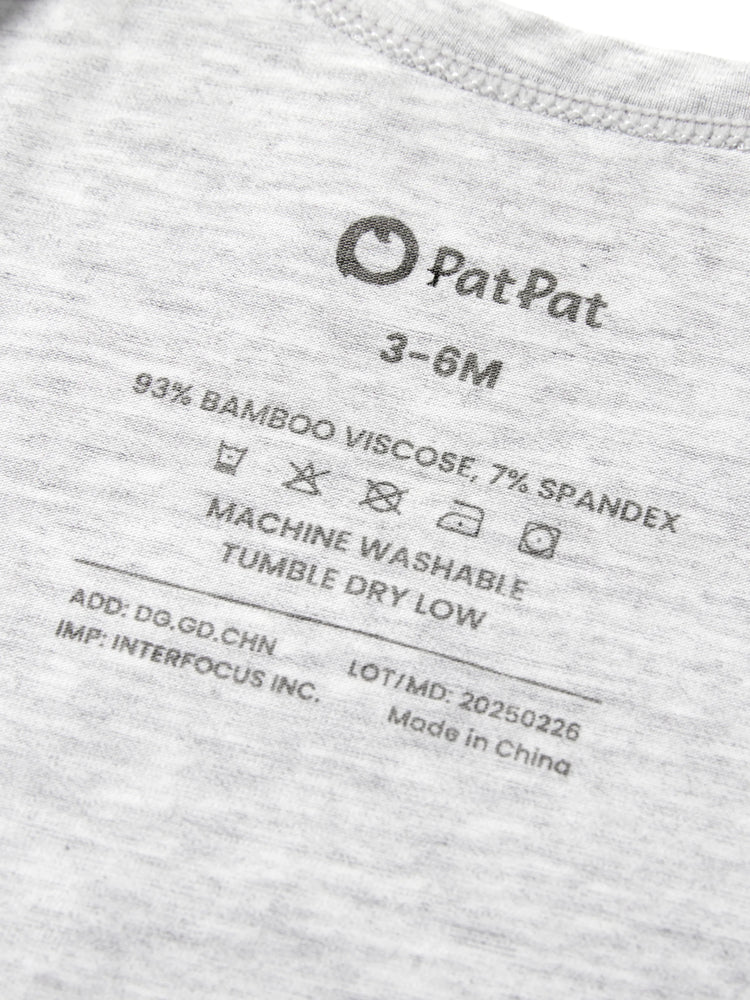 PatPat
3-6M
93% BAMBOO VISCOSE, 7% SPANDEX
MACHINE WASHABLE
TUMBLE DRY LOW
ADD: DG.GD.CHN
IMP: INTERFOCUS INC.
LOT/MD: 20250226
Made in China